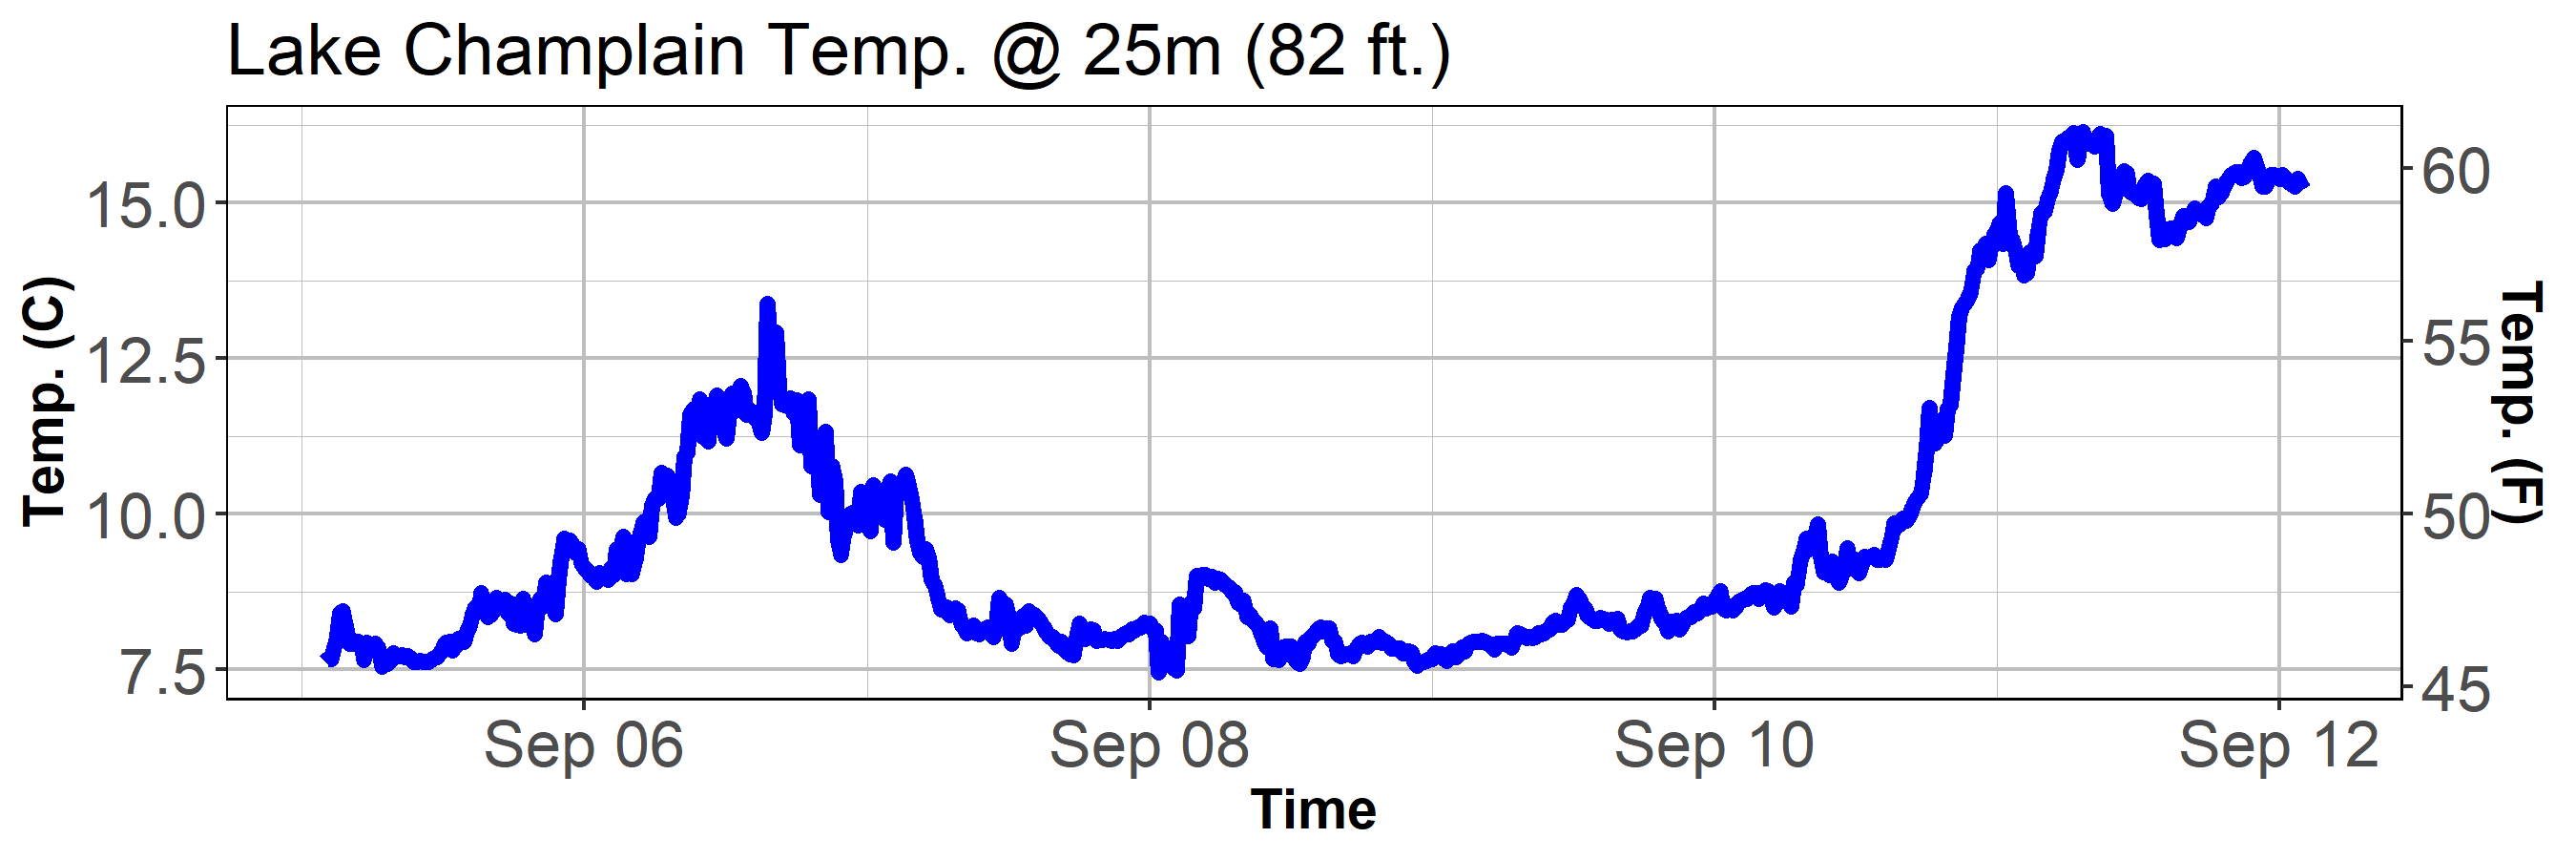 Lake Champlain Temp. @ 25m (82 ft.)
Temp. (C)
15.0
12.5
10.0
7.5
60
55
50
45
Temp. (F)
Sep 06 Sep 08 Sep 10 Sep 12
Time